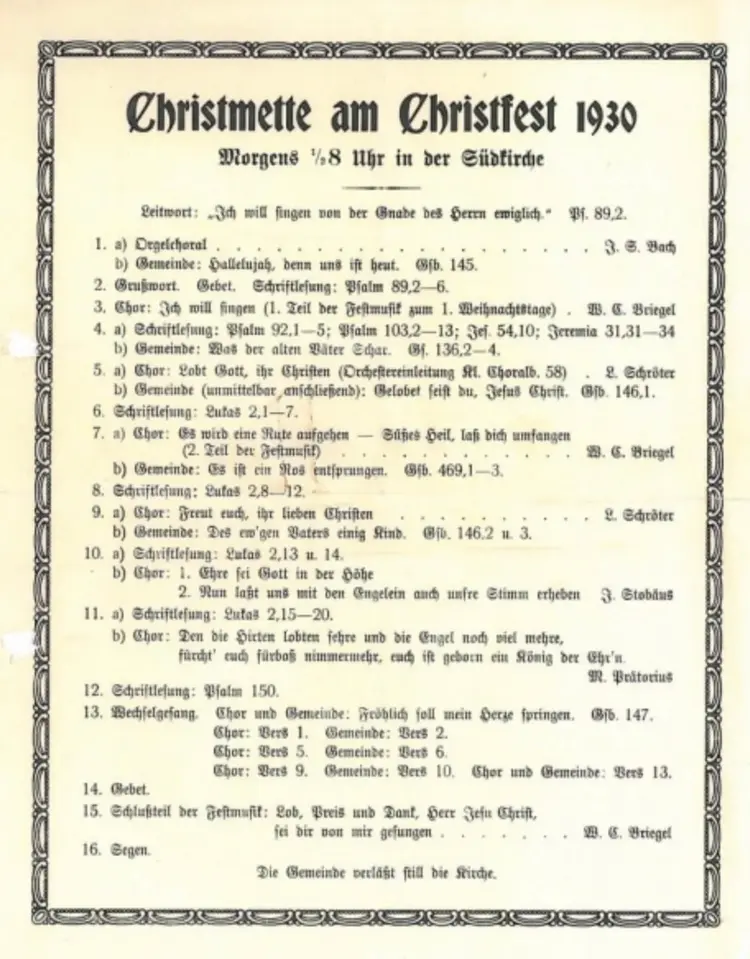 Christmette am Christfest 1930
Morgens ½8 Uhr in der Südkirche
Leitwort: „Ich will singen von der Gnade des Herrn ewiglich.“ Ps. 89,2.
1. a) Orgelchoral . . . . . . . . . . . . . . . . . . J. S. Bach
b) Gemeinde: Hallelujah, denn uns ist heut. Gsb. 145.
2. Grußwort. Gebet. Schriftlesung: Psalm 89,2—6.
3. Chor: Ich will singen (1. Teil der Festmusik zum 1. Weihnachtstage) . W. C. Briegel
4. a) Schriftlesung: Psalm 92,1—5; Psalm 103,2—13; Jes. 54,10; Jeremia 31,31—34
b) Gemeinde: Was der alten Väter Schar. Gs. 136,2—4.
5. a) Chor: Lobt Gott, ihr Christen (Orchestereinleitung Kl. Choralb. 58) . L. Schröter
b) Gemeinde (unmittelbar anschließend): Gelobet seist du, Jesus Christ. Gsb. 146,1.
6. Schriftlesung: Lukas 2,1—7.
7. a) Chor: Es wird eine Rute aufgehen — Süßes Heil, laß dich umfangen
(2. Teil der Festmusik) . . . . . . . . . . . . W. C. Briegel
b) Gemeinde: Es ist ein Ros entsprungen. Gsb. 469,1—3.
8. Schriftlesung: Lukas 2,8—12.
9. a) Chor: Freut euch, ihr lieben Christen . . . . . . . . . . L. Schröter
b) Gemeinde: Des ew'gen Vaters einig Kind. Gsb. 146.2 u. 3.
10. a) Schriftlesung: Lukas 2,13 u. 14.
b) Chor: 1. Ehre sei Gott in der Höhe
2. Nun laßt uns mit den Engelein auch unsre Stimm erheben J. Stobäus
11. a) Schriftlesung: Lukas 2,15—20.
b) Chor: Den die Hirten lobten sehre und die Engel noch viel mehre,
fürcht' euch fürbaß nimmermehr, euch ist geborn ein König der Ehr'n.
M. Prätorius
12. Schriftlesung: Psalm 150.
13. Wechselgesang. Chor und Gemeinde: Fröhlich soll mein Herze springen. Gsb. 147.
Chor: Vers 1. Gemeinde: Vers 2.
Chor: Vers 5. Gemeinde: Vers 6.
Chor: Vers 9. Gemeinde: Vers 10. Chor und Gemeinde: Vers 13.
14. Gebet.
15. Schlußteil der Festmusik: Lob, Preis und Dank, Herr Jesu Christ,
sei dir von mir gesungen . . . . . . . W. C. Briegel
16. Segen.
Die Gemeinde verläßt still die Kirche.